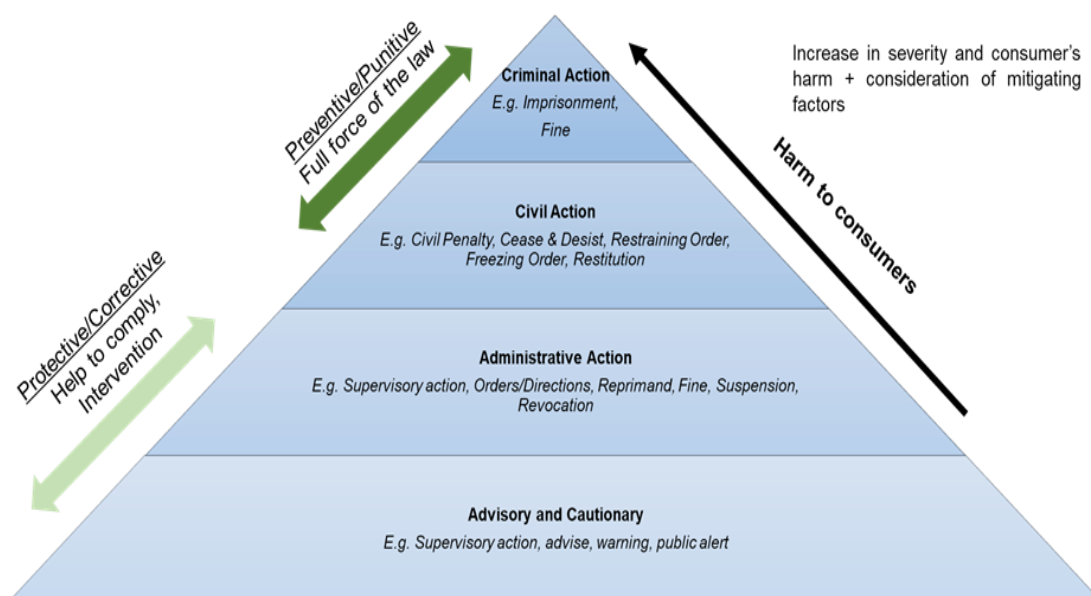 Preventive/Punitive
Full force of the law
Criminal Action
E.g. Imprisonment,
Fine
Increase in severity and consumer's
harm + consideration of mitigating
factors
Harm to consumers
Civil Action
E.g. Civil Penalty, Cease & Desist, Restraining Order,
Freezing Order, Restitution
Protective/Corrective
Help to comply,
Intervention
Administrative Action
E.g. Supervisory action, Orders/Directions, Reprimand, Fine, Suspension,
Revocation
Advisory and Cautionary
E.g. Supervisory action, advise, warning, public alert